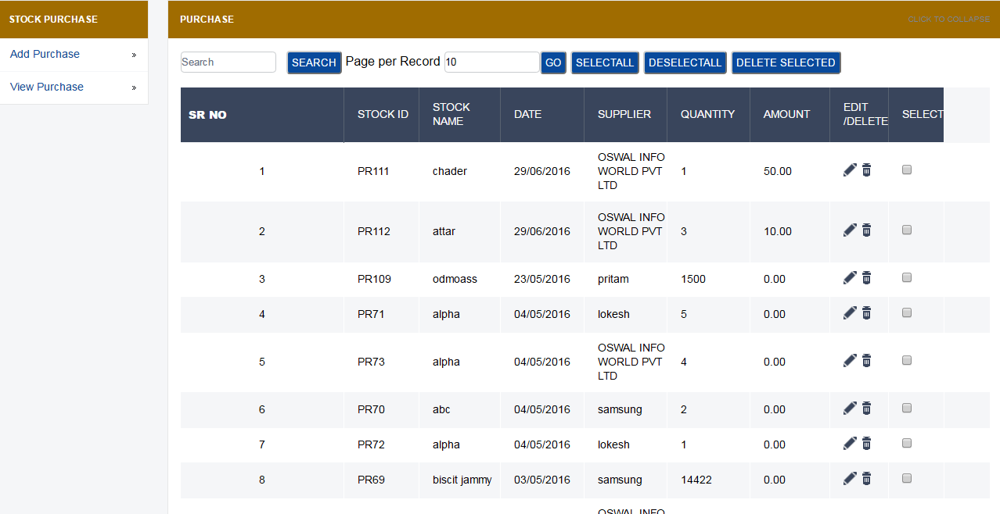 STOCK PURCHASE
Add Purchase »
View Purchase »
PURCHASE CLICK TO COLLAPSE
Search SEARCH Page per Record 10 GO SELECTALL DESELECTALL DELETE SELECTED
SR NO STOCK ID STOCK NAME DATE SUPPLIER QUANTITY AMOUNT EDIT /DELETE SELECT
1 PR111 chader 29/06/2016 OSWAL INFO WORLD PVT LTD 1 50.00
2 PR112 attar 29/06/2016 OSWAL INFO WORLD PVT LTD 3 10.00
3 PR109 odmoass 23/05/2016 pritam 1500 0.00
4 PR71 alpha 04/05/2016 lokesh 5 0.00
5 PR73 alpha 04/05/2016 OSWAL INFO WORLD PVT LTD 4 0.00
6 PR70 abc 04/05/2016 samsung 2 0.00
7 PR72 alpha 04/05/2016 lokesh 1 0.00
8 PR69 biscit jammy 03/05/2016 samsung 14422 0.00
OSWAL INFO